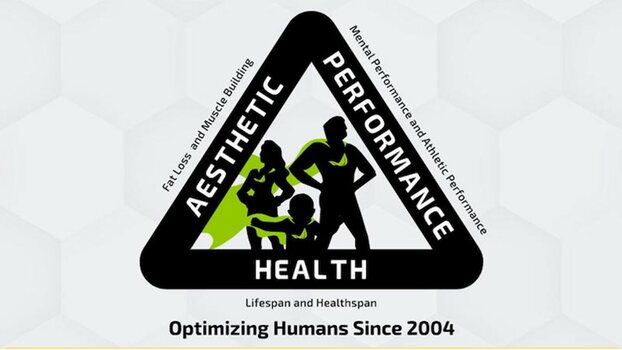 Fat Loss and Muscle Building
AESTHETIC
PERFORMANCE
Mental Performance and Athletic Performance
HEALTH
Lifespan and Healthspan
Optimizing Humans Since 2004